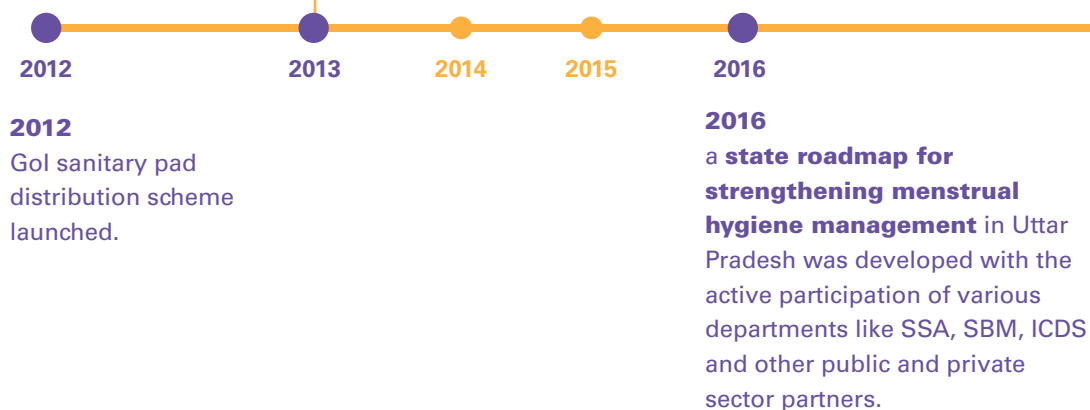 2012
2013
2014
2015
2016
2012
GoI sanitary pad
distribution scheme
launched.
2016
a state roadmap for
strengthening menstrual
hygiene management in Uttar
Pradesh was developed with the
active participation of various
departments like SSA, SBM, ICDS
and other public and private
sector partners.